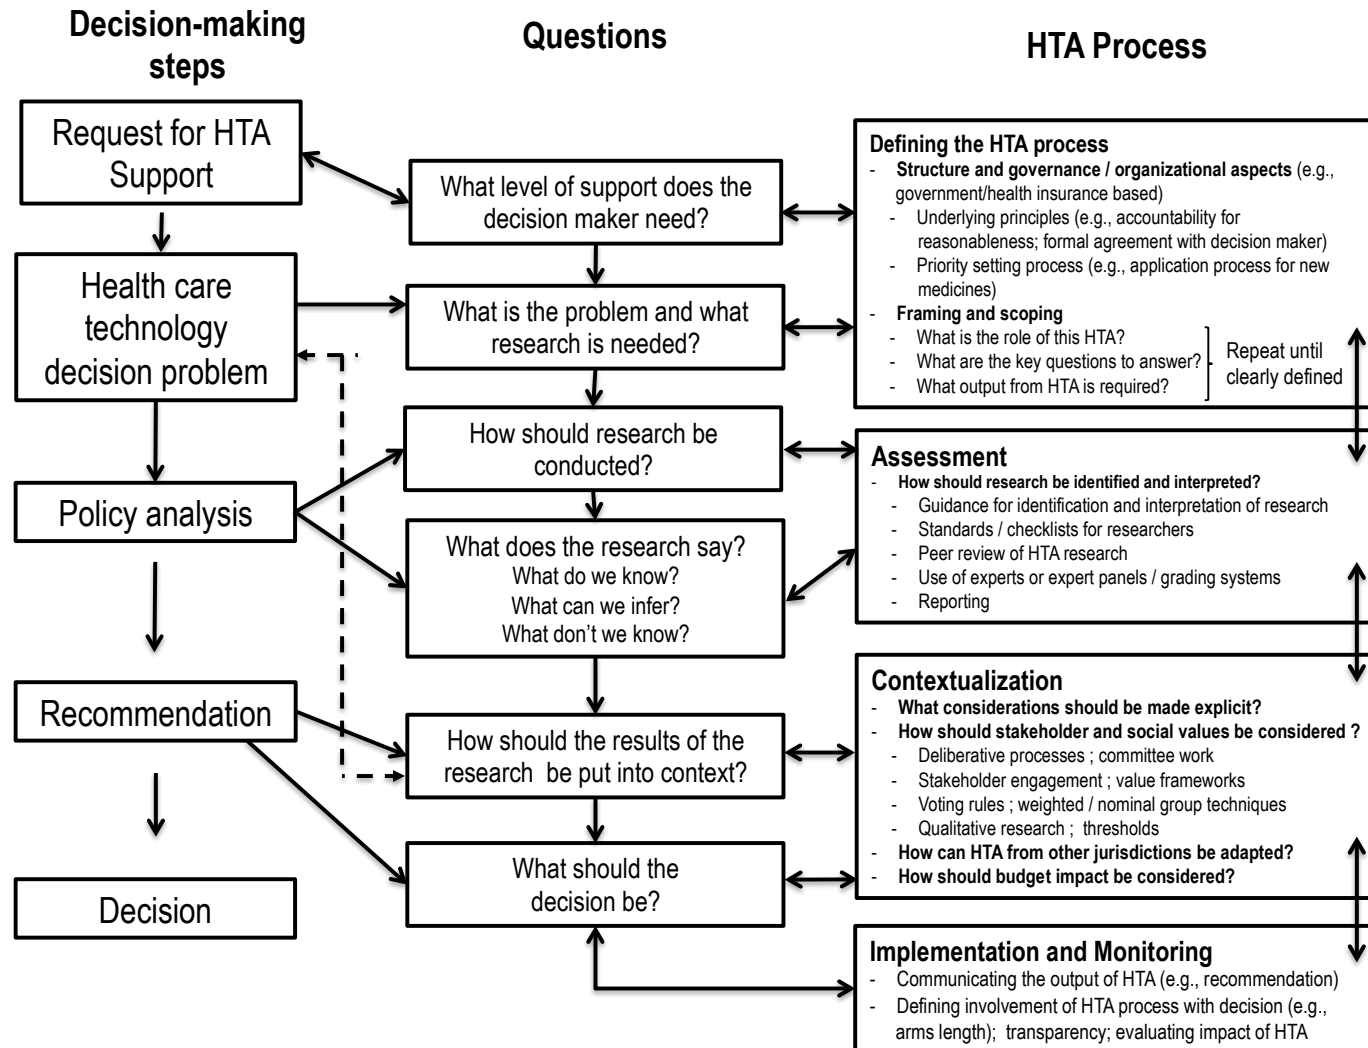 Decision-making
steps
Questions
HTA Process
Request for HTA
Support
Health care
technology
decision problem
Policy analysis
Recommendation
Decision
What level of support does the
decision maker need?
What is the problem and what
research is needed?
How should research be
conducted?
What does the research say?
What do we know?
What can we infer?
What don't we know?
How should the results of the
research be put into context?
What should the
decision be?
Defining the HTA process
- Structure and governance / organizational aspects (e.g.,
government/health insurance based)
- Underlying principles (e.g., accountability for
reasonableness; formal agreement with decision maker)
- Priority setting process (e.g., application process for new
medicines)
- Framing and scoping
- What is the role of this HTA?
- What are the key questions to answer?
- What output from HTA is required?
Repeat until
clearly defined
Assessment
- How should research be identified and interpreted?
- Guidance for identification and interpretation of research
- Standards / checklists for researchers
- Peer review of HTA research
- Use of experts or expert panels / grading systems
- Reporting
Contextualization
- What considerations should be made explicit?
- How should stakeholder and social values be considered ?
- Deliberative processes ; committee work
- Stakeholder engagement ; value frameworks
- Voting rules ; weighted / nominal group techniques
- Qualitative research ; thresholds
- How can HTA from other jurisdictions be adapted?
- How should budget impact be considered?
Implementation and Monitoring
- Communicating the output of HTA (e.g., recommendation)
- Defining involvement of HTA process with decision (e.g.,
arms length); transparency; evaluating impact of HTA